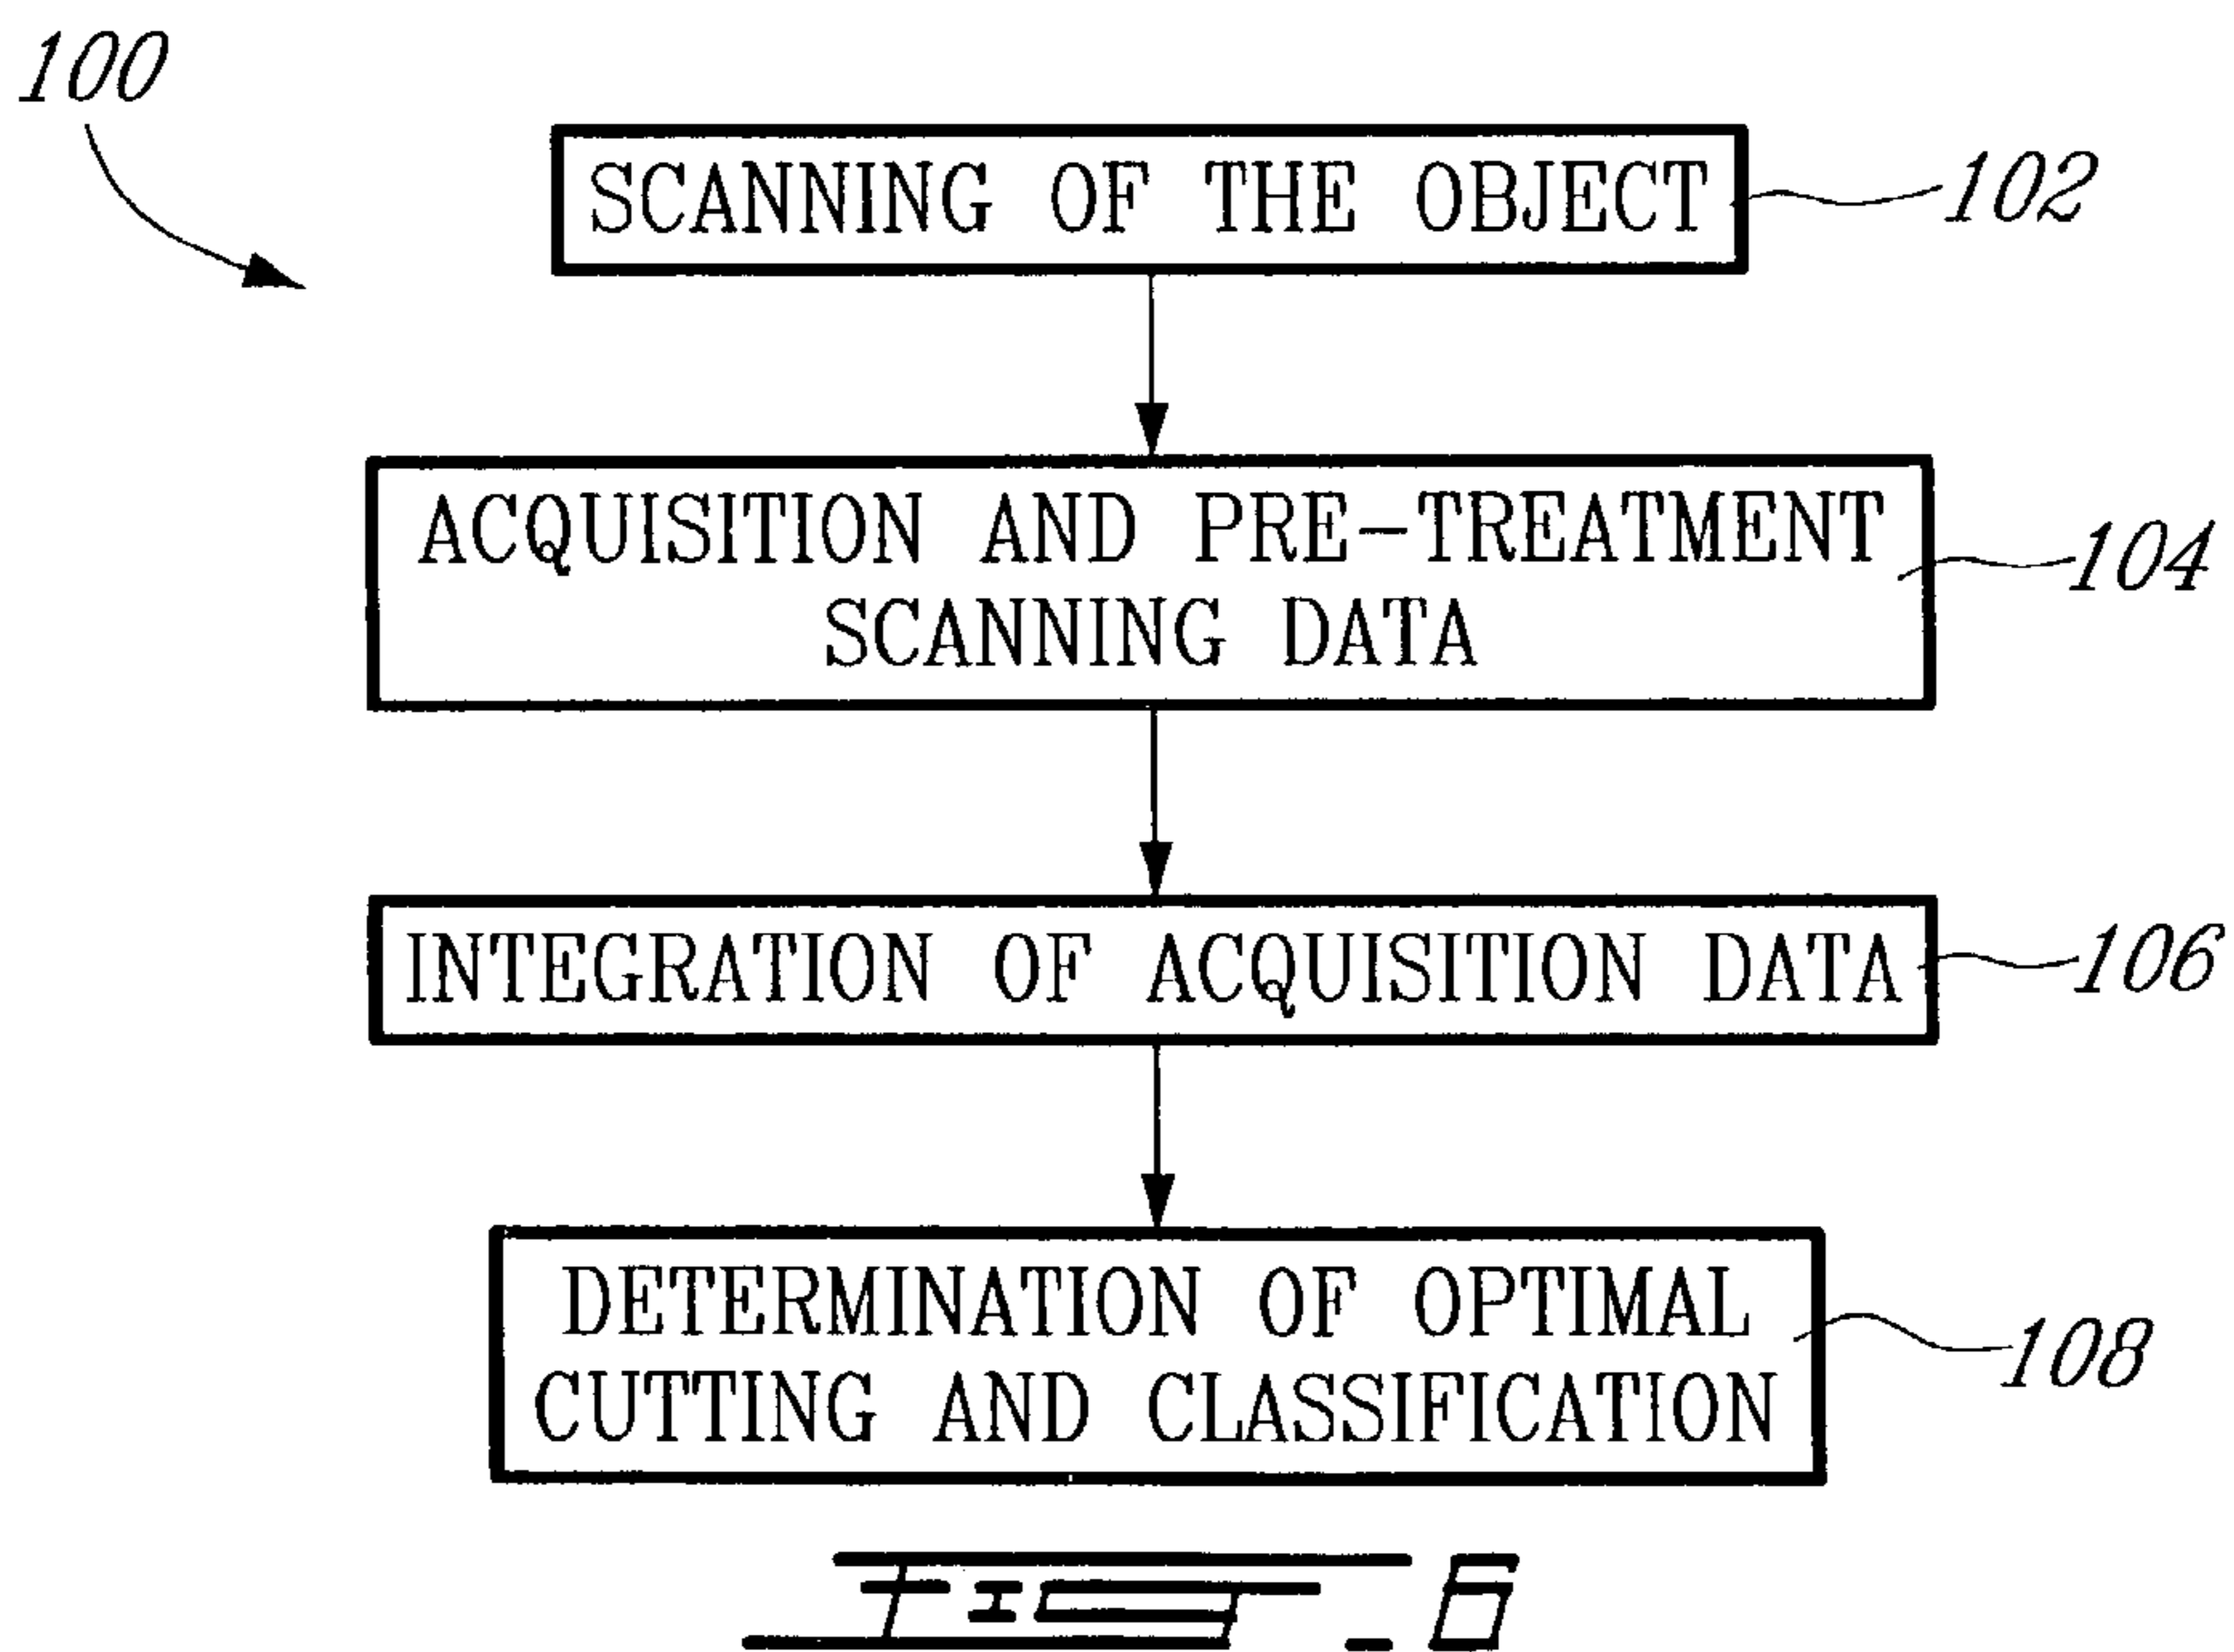 100
SCANNING OF THE OBJECT
102
ACQUISITION AND PRE-TREATMENT
SCANNING DATA
104
INTEGRATION OF ACQUISITION DATA
106
DETERMINATION OF OPTIMAL
CUTTING AND CLASSIFICATION
108
FIG. 6